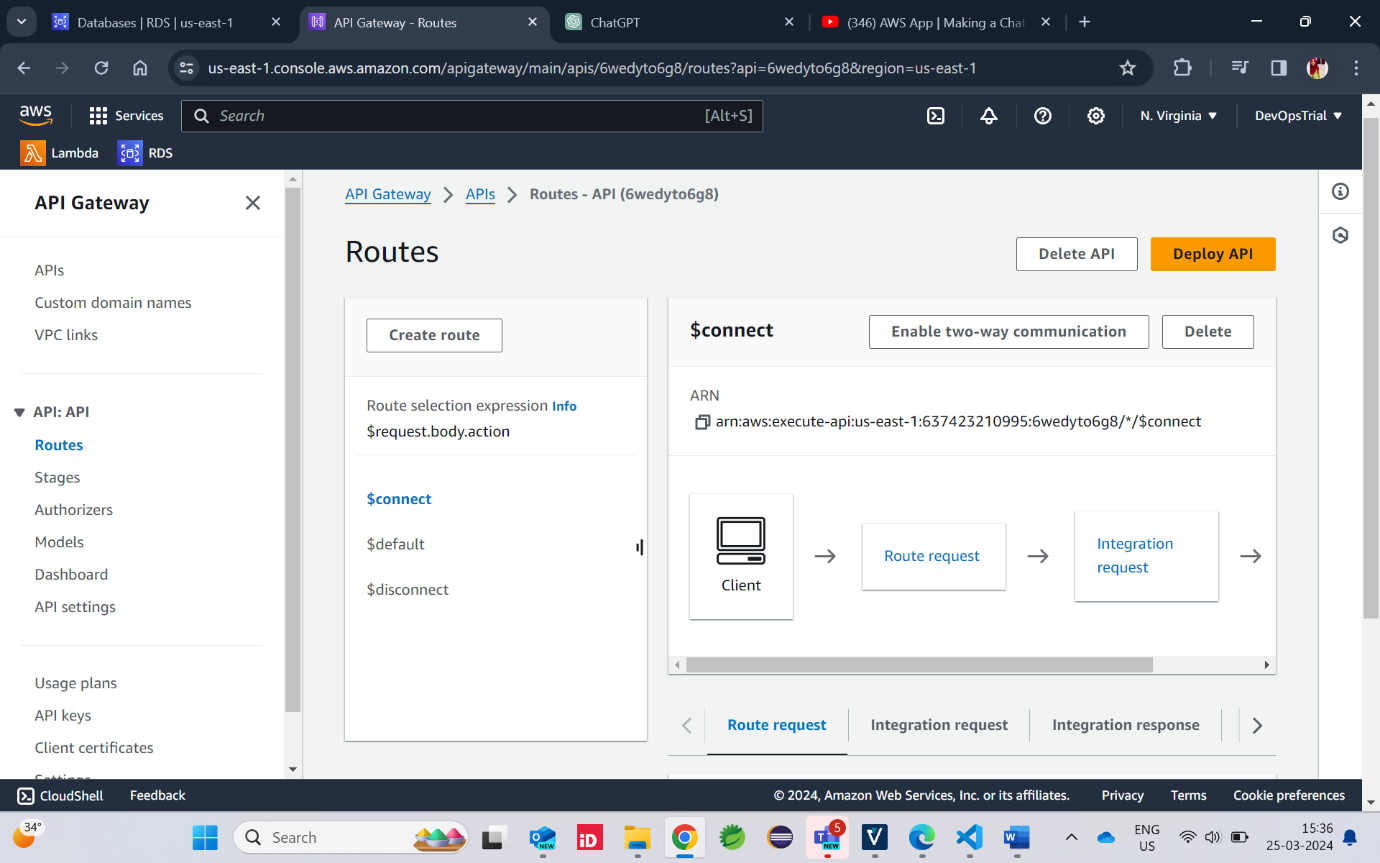 Databases | RDS | us-east-1
API Gateway - Routes
ChatGPT
(346) AWS App | Making a Chat
us-east-1.console.aws.amazon.com/apigateway/main/apis/6wedyto6g8/routes?api=6wedyto6g8&region=us-east-1
aws
Services
Search
[Alt+S]
N. Virginia
DevOpsTrial
Lambda
RDS
API Gateway
APIs
Custom domain names
VPC links
API: API
Routes
Stages
Authorizers
Models
Dashboard
API settings
Usage plans
API keys
Client certificates
Settings
API Gateway
APIs
Routes - API (6wedyto6g8)
Routes
Delete API
Deploy API
Create route
Route selection expression Info
$request.body.action
$connect
$default
$disconnect
$connect
Enable two-way communication
Delete
ARN
arn:aws:execute-api:us-east-1:637423210995:6wedyto6g8/*/$connect
Client
Route request
Integration
request
Route request
Integration request
Integration response
CloudShell
Feedback
© 2024, Amazon Web Services, Inc. or its affiliates.
Privacy
Terms
Cookie preferences
34°
Search
NEW
iD
5
NEW
ENG
US
15:36
25-03-2024